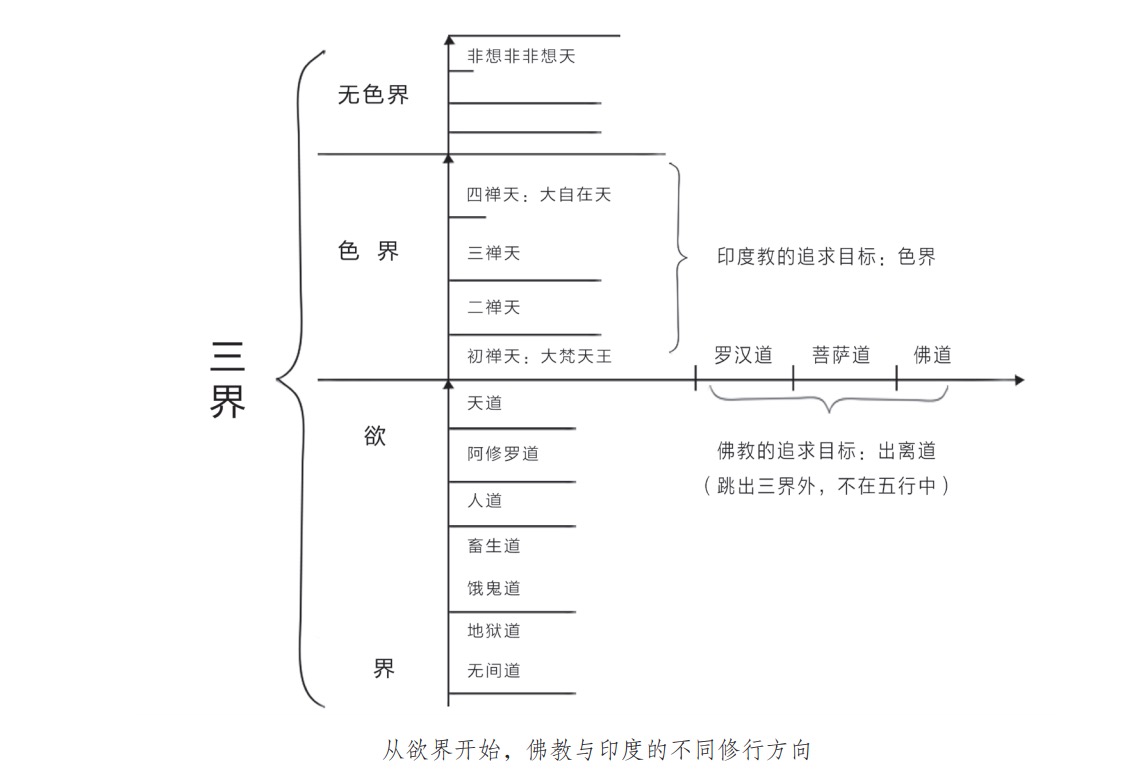 非想非非想天
无色界
四禅天：大自在天
色 界
三禅天
印度教的追求目标：色界
二禅天
三界
初禅天：大梵天王
罗汉道
菩萨道
佛道
天道
欲
阿修罗道
佛教的追求目标：出离道
（跳出三界外，不在五行中）
人道
畜生道
饿鬼道
地狱道
界
无间道
从欲界开始，佛教与印度的不同修行方向